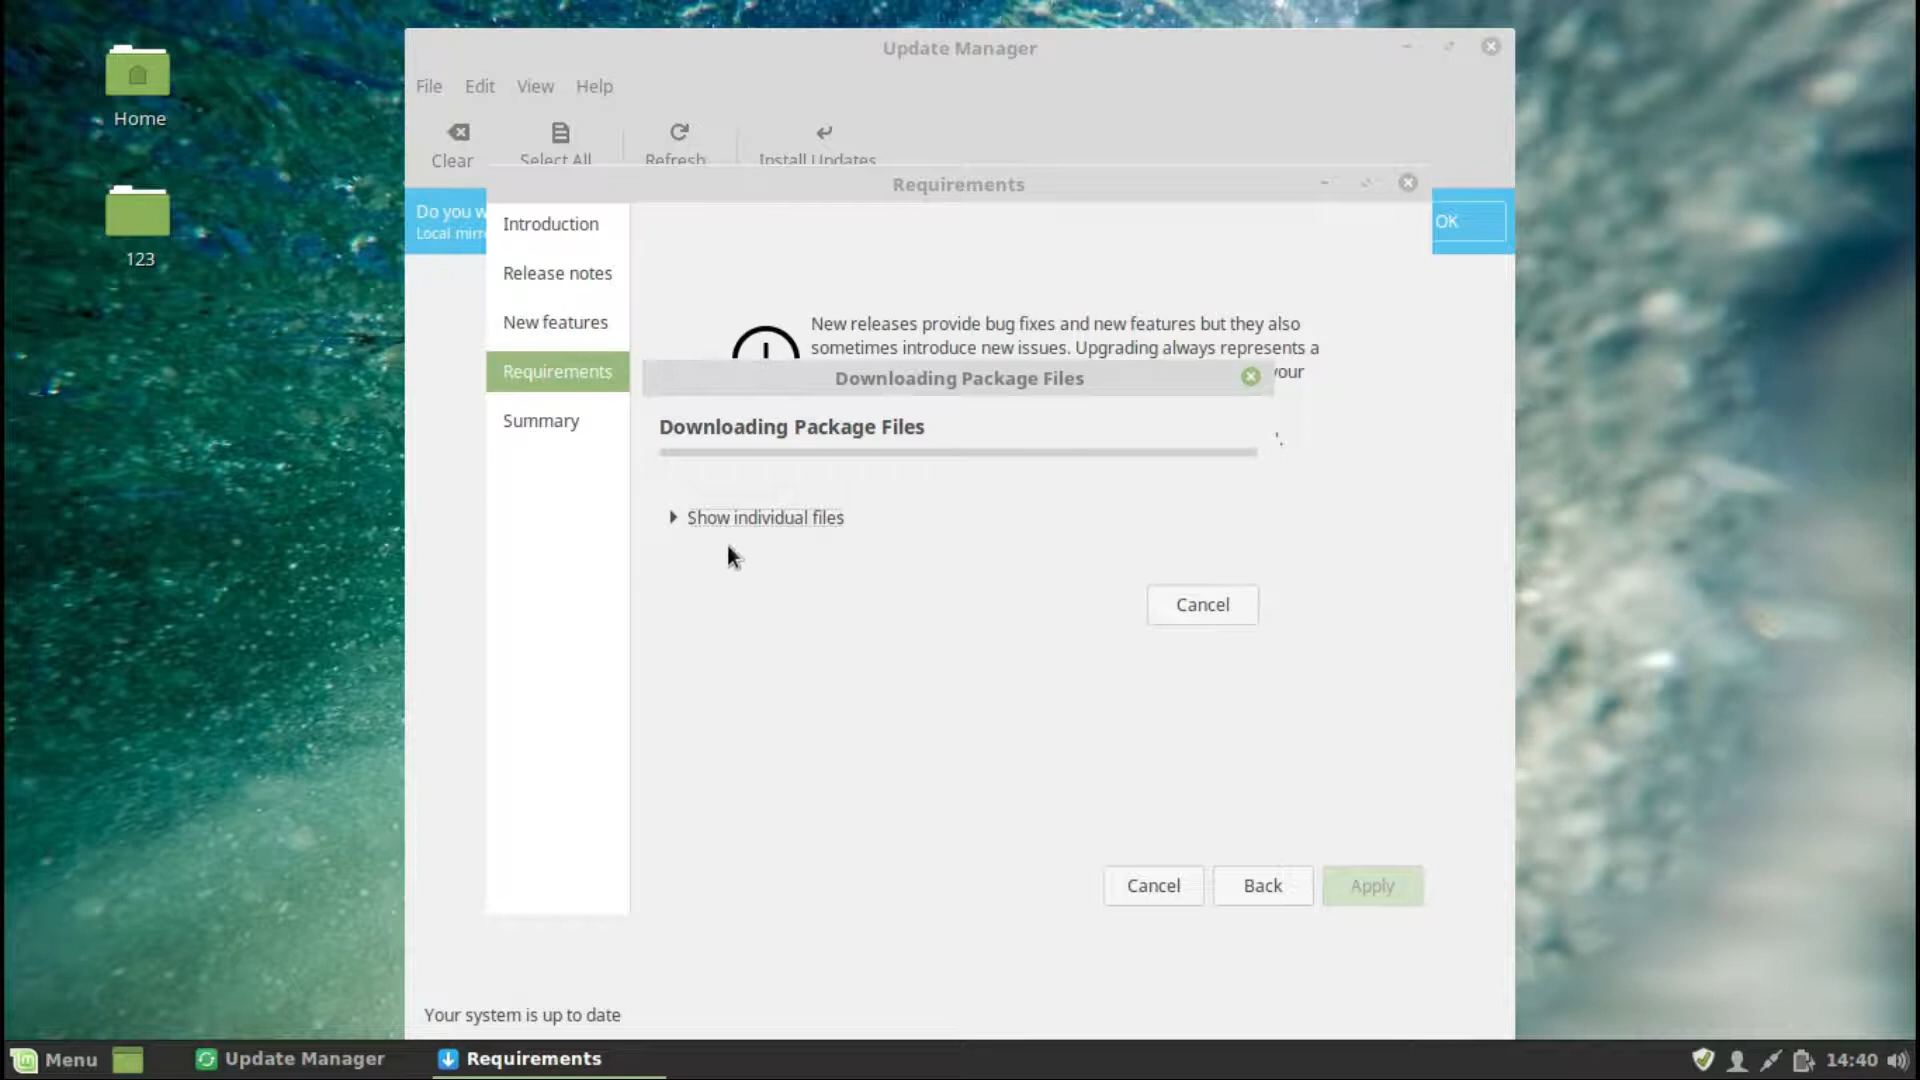 Home
123
Update Manager
File Edit View Help
Clear Select All Refresh Install Updates
Do you w
Local mirr
OK
Requirements
Introduction
Release notes
New features
Requirements
Summary
New releases provide bug fixes and new features but they also
sometimes introduce new issues. Upgrading always represents a
your
'.
Downloading Package Files
Downloading Package Files
Show individual files
Cancel
Cancel Back Apply
Your system is up to date
Menu Update Manager Requirements 14:40